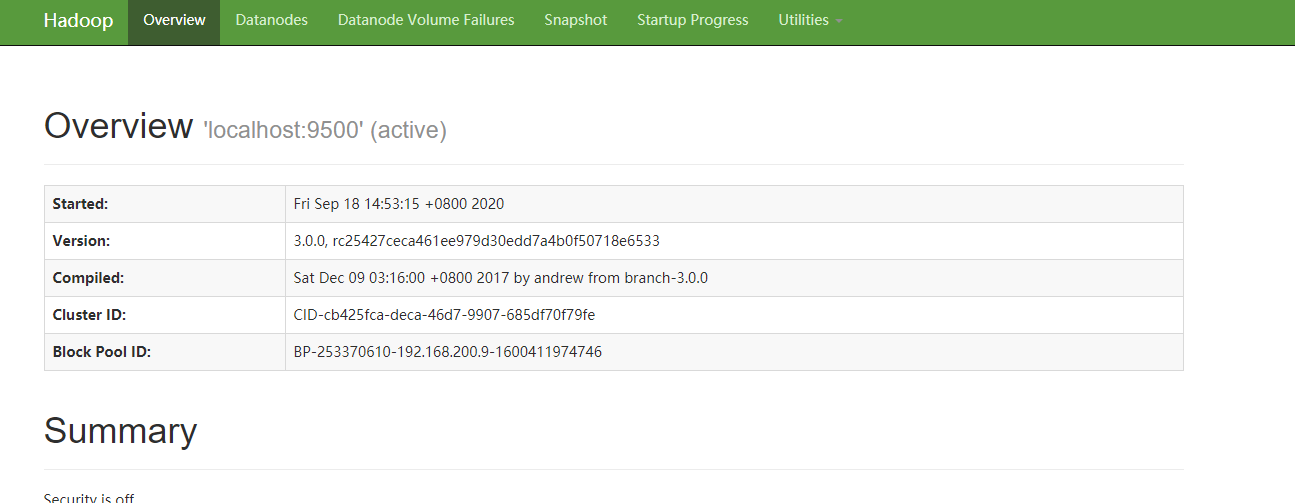 Hadoop Overview Datanodes Datanode Volume Failures Snapshot Startup Progress Utilities
Overview 'localhost:9500' (active)
Started: Fri Sep 18 14:53:15 +0800 2020
Version: 3.0.0, rc25427ceca461ee979d30edd7a4b0f50718e6533
Compiled: Sat Dec 09 03:16:00 +0800 2017 by andrew from branch-3.0.0
Cluster ID: CID-cb425fca-deca-46d7-9907-685df70f79fe
Block Pool ID: BP-253370610-192.168.200.9-1600411974746
Summary
Security is off